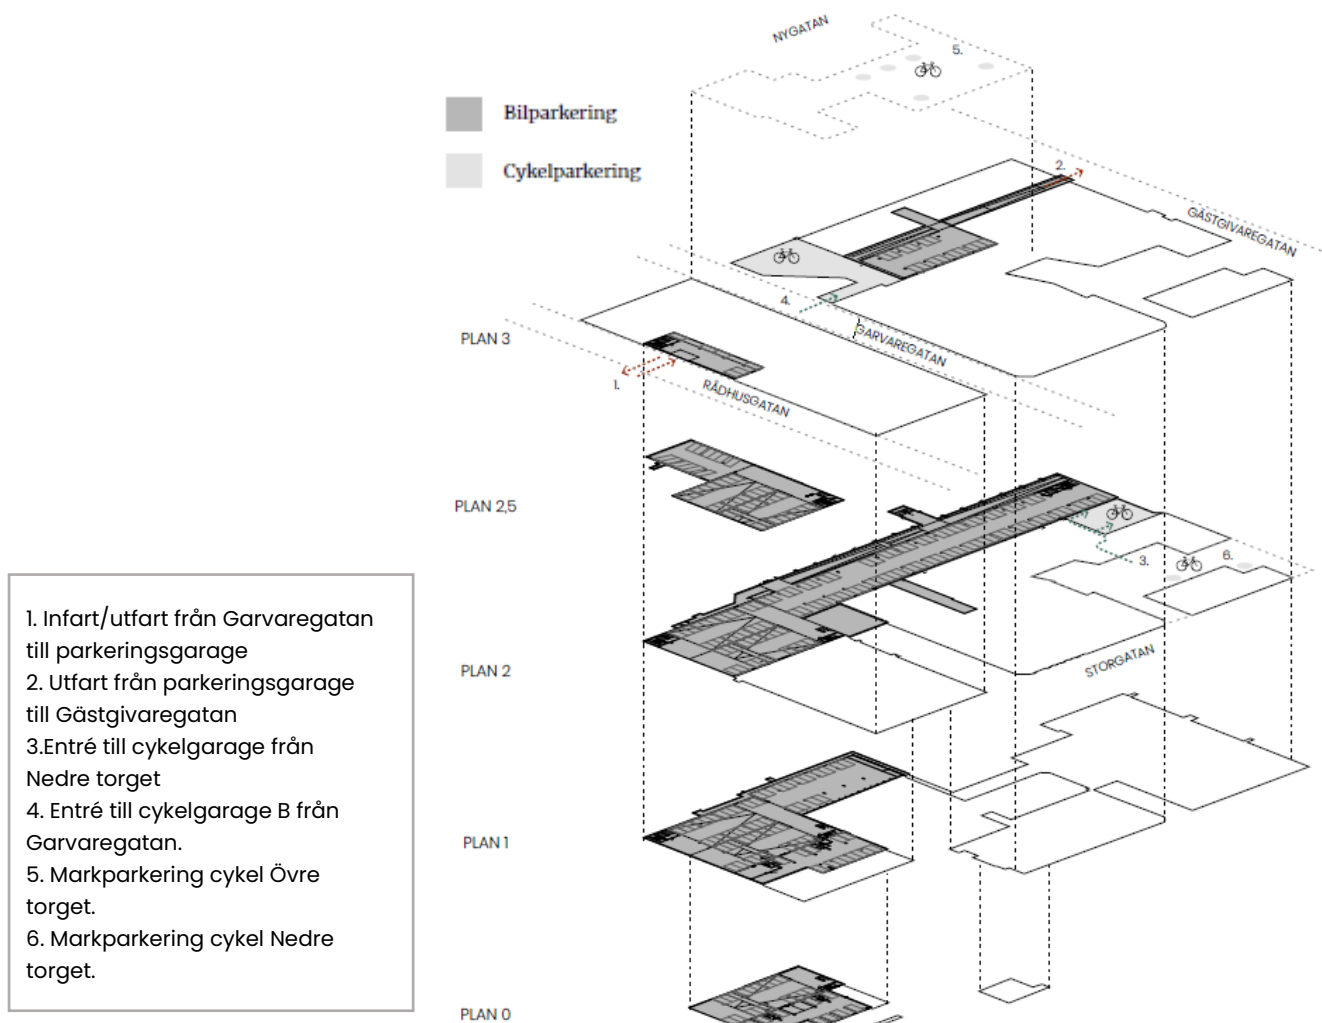 NYGATAN
5.
Bilparkering
Cykelparkering
2.
GÄSTGIVAREGATAN
4.
GARVAREGATAN
PLAN 3
1.
RÅDHUSGATAN
PLAN 2,5
3.
6.
PLAN 2
STORGATAN
PLAN 1
PLAN 0
1. Infart/utfart från Garvaregatan
till parkeringsgarage
2. Utfart från parkeringsgarage
till Gästgivaregatan
3.Entré till cykelgarage från
Nedre torget
4. Entré till cykelgarage B från
Garvaregatan.
5. Markparkering cykel Övre
torget.
6. Markparkering cykel Nedre
torget.